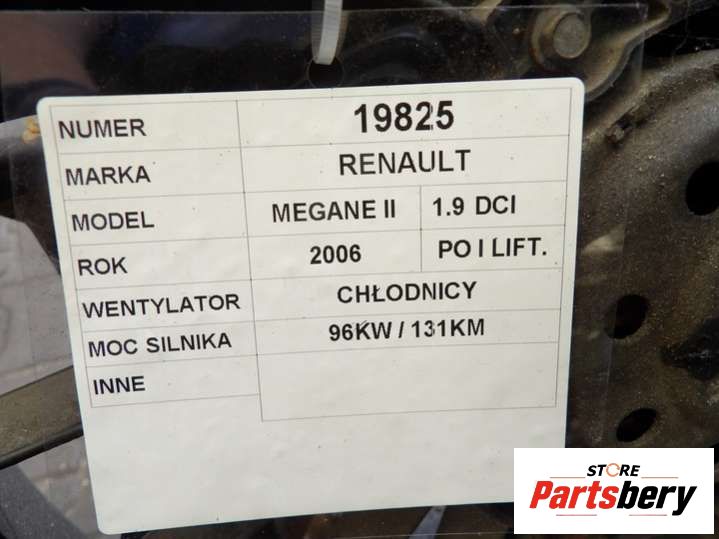 NUMER 19825
MARKA RENAULT
MODEL MEGANE II 1.9 DCI
ROK 2006 PO I LIFT.
WENTYLATOR CHŁODNICY
MOC SILNIKA 96KW / 131KM
INNE
STORE
Partsbery